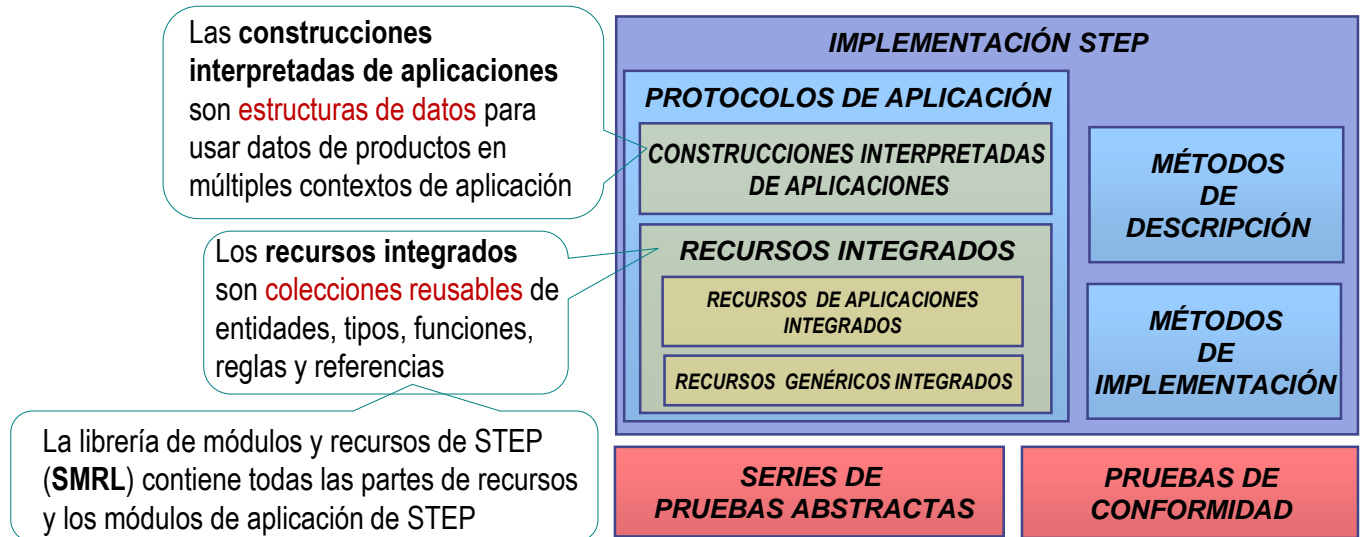 Las construcciones
interpretadas de aplicaciones
son estructuras de datos para
usar datos de productos en
múltiples contextos de aplicación
Los recursos integrados
son colecciones reusables de
entidades, tipos, funciones,
reglas y referencias
La librería de módulos y recursos de STEP
(SMRL) contiene todas las partes de recursos
y los módulos de aplicación de STEP
IMPLEMENTACIÓN STEP
PROTOCOLOS DE APLICACIÓN
CONSTRUCCIONES INTERPRETADAS
DE APLICACIONES
RECURSOS INTEGRADOS
RECURSOS DE APLICACIONES
INTEGRADOS
RECURSOS GENÉRICOS INTEGRADOS
MÉTODOS
DE
DESCRIPCIÓN
MÉTODOS
DE
IMPLEMENTACIÓN
SERIES DE
PRUEBAS ABSTRACTAS
PRUEBAS DE
CONFORMIDAD